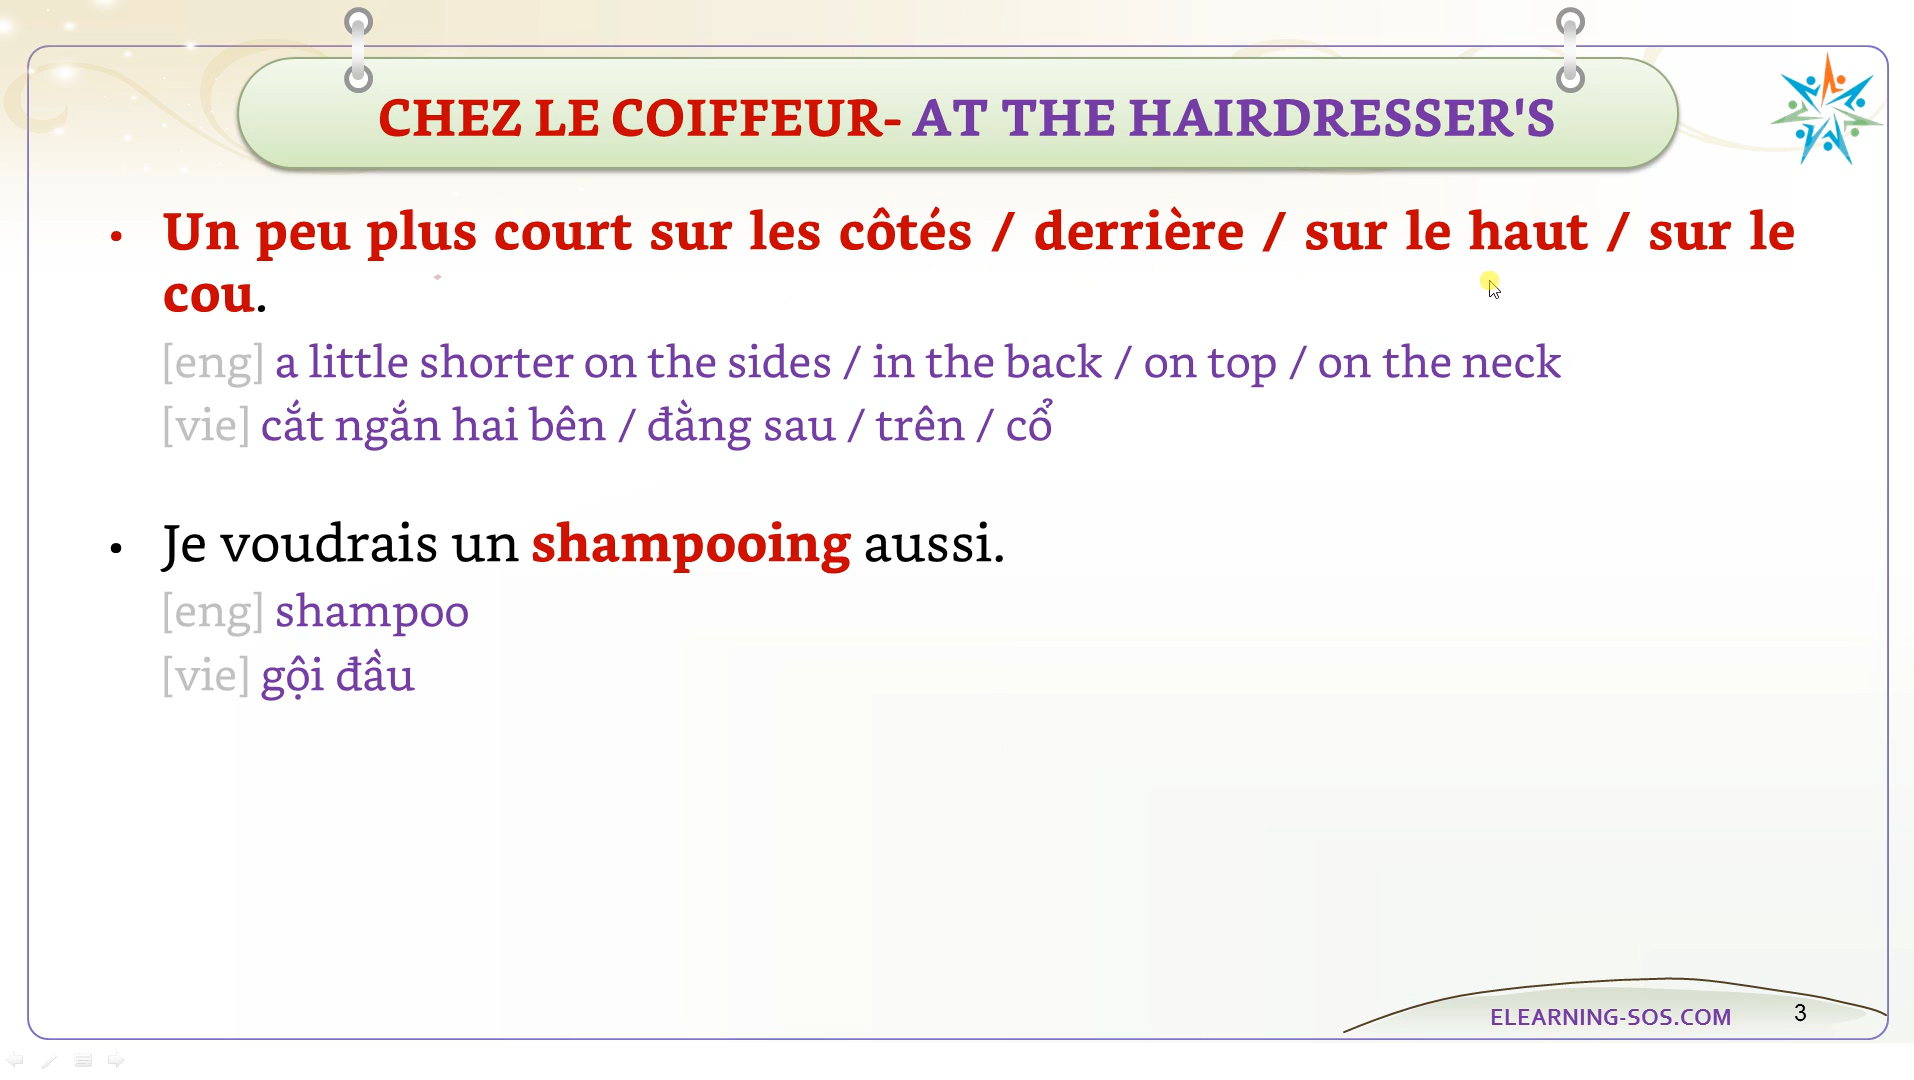 CHEZ LE COIFFEUR- AT THE HAIRDRESSER'S
• Un peu plus court sur les côtés / derrière / sur le haut / sur le
cou.
[eng] a little shorter on the sides / in the back / on top / on the neck
[vie] cắt ngắn hai bên / đằng sau / trên / cổ
• Je voudrais un shampooing aussi.
[eng] shampoo
[vie] gội đầu
ELEARNING-SOS.COM 3